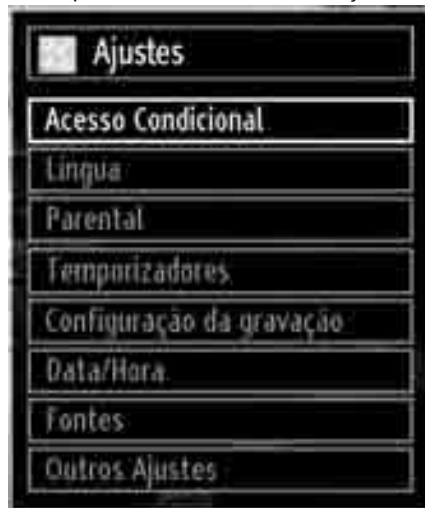 Ajustes
Acesso Condicional
Língua
Parental
Temporizadores
Configuração da gravação
Data/Hora
Fontes
Outros Ajustes